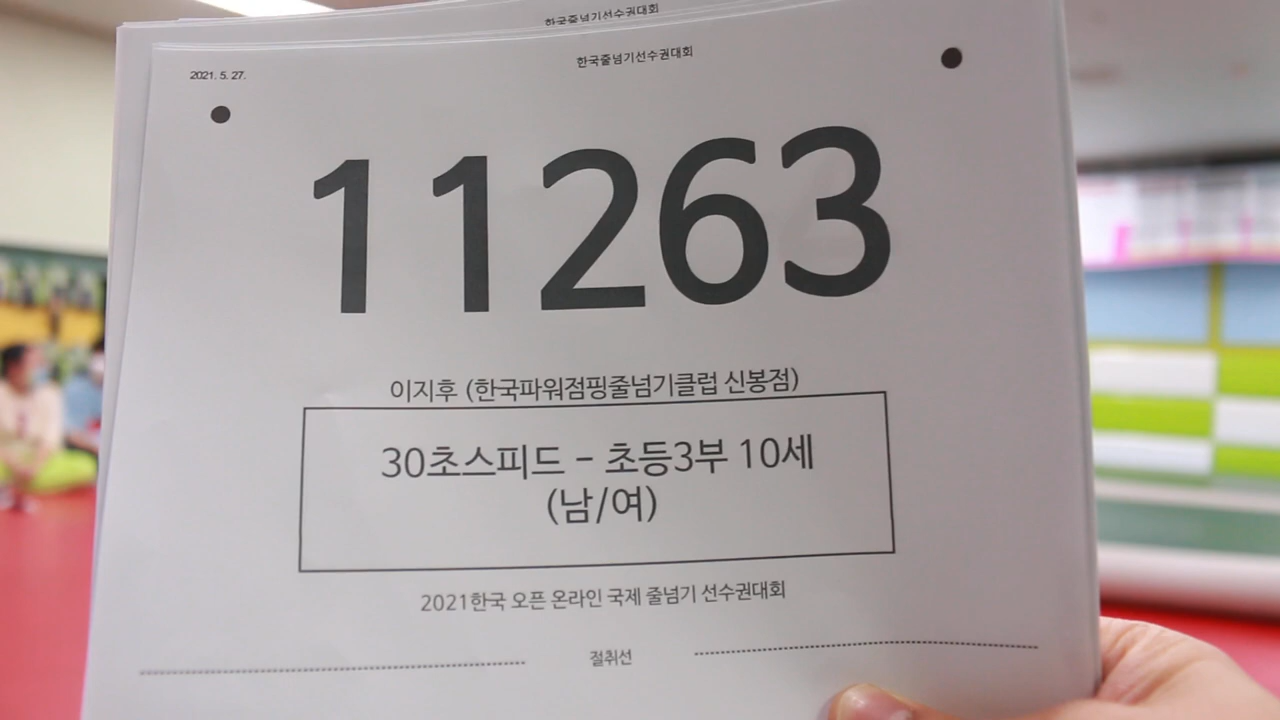 한국줄넘기선수권대회
2021. 5. 27.
한국줄넘기선수권대회
11263
이지후 (한국파워점핑줄넘기클럽 신봉점)
30초스피드 - 초등3부 10세
(남/여)
2021한국 오픈 온라인 국제 줄넘기 선수권대회
절취선